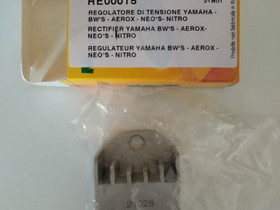 RE00075
REGOLATORE DI TENSIONE YAMAHA -
BW'S - AEROX - NEO'S- NITRO
RECTIFIER YAMAHA BW'S - AEROX-
NEO'S - NITRO
REGULATEUR YAMAHA BW'S - AEROX -
NEO'S - NITRO